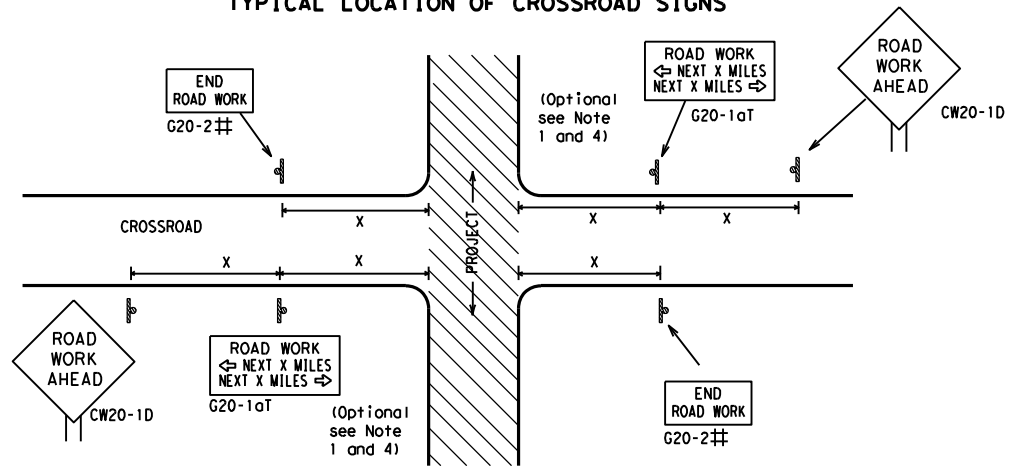 TYPICAL LOCATION OF CROSSROAD SIGNS
END
ROAD WORK
G20-2#
(Optional
see Note
1 and 4)
ROAD WORK
⇦ NEXT X MILES
NEXT X MILES ⇨
G20-1aT
ROAD
WORK
AHEAD
CW20-1D
X
X
X
CROSSROAD
PROJECT
X
X
X
ROAD
WORK
AHEAD
CW20-1D
ROAD WORK
⇦ NEXT X MILES
NEXT X MILES ⇨
G20-1aT
(Optional
see Note
1 and 4)
END
ROAD WORK
G20-2#